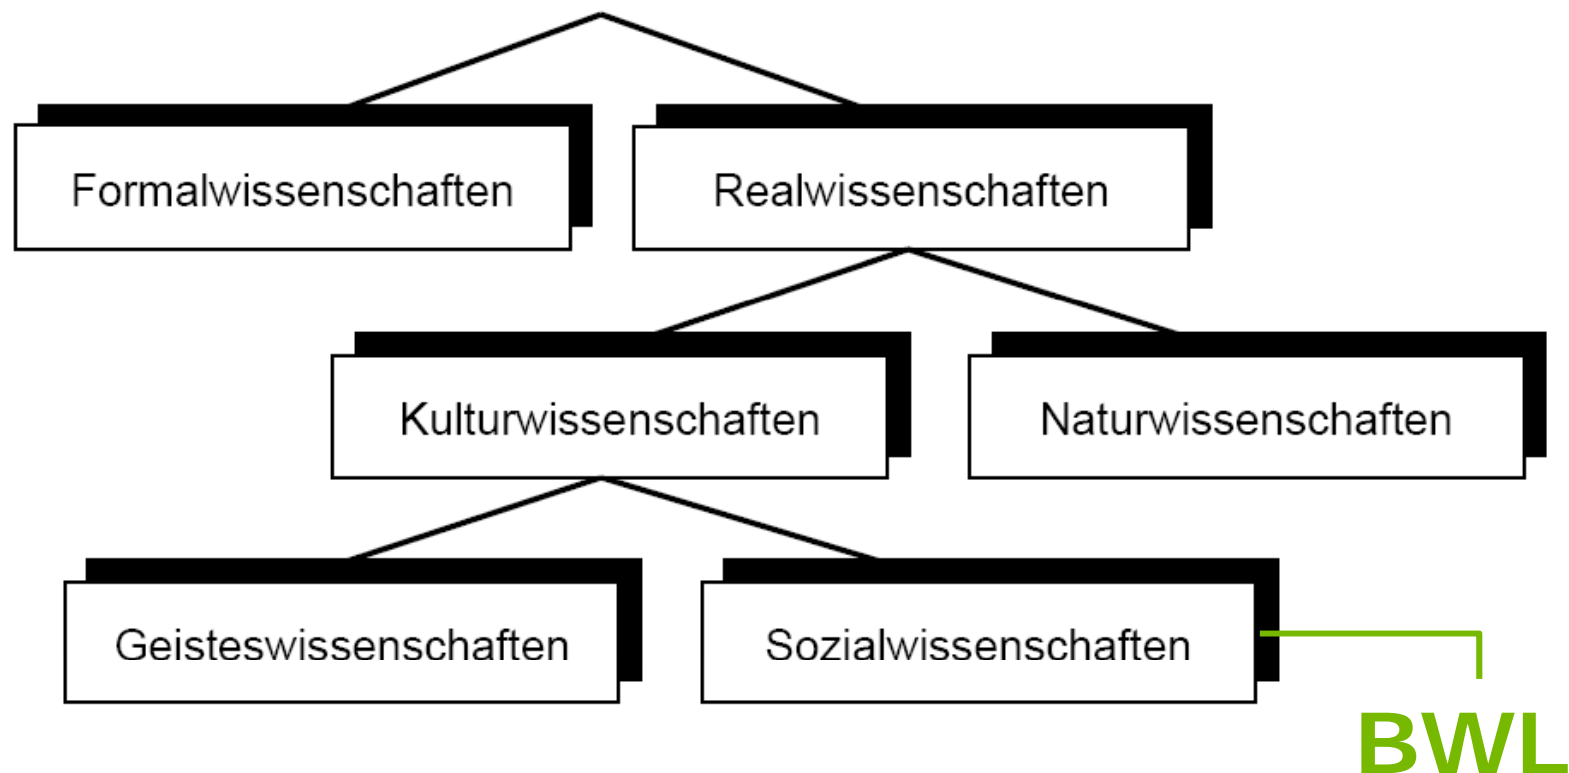 Formalwissenschaften
Realwissenschaften
Kulturwissenschaften
Naturwissenschaften
Geisteswissenschaften
Sozialwissenschaften
BWL